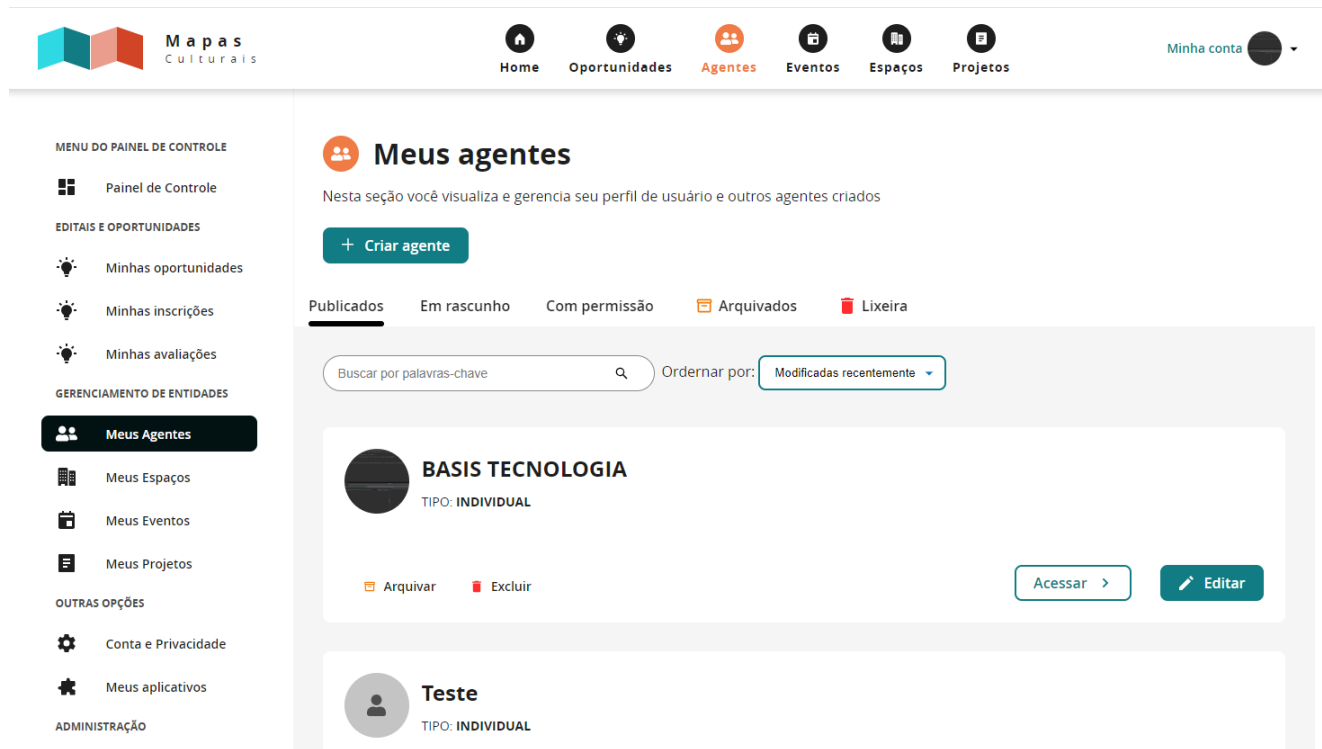 Mapas
Culturais
Home
Oportunidades
Agentes
Eventos
Espaços
Projetos
Minha conta
MENU DO PAINEL DE CONTROLE
Painel de Controle
EDITAIS E OPORTUNIDADES
Minhas oportunidades
Minhas inscrições
Minhas avaliações
GERENCIAMENTO DE ENTIDADES
Meus Agentes
Meus Espaços
Meus Eventos
Meus Projetos
OUTRAS OPÇÕES
Conta e Privacidade
Meus aplicativos
ADMINISTRAÇÃO
Meus agentes
Nesta seção você visualiza e gerencia seu perfil de usuário e outros agentes criados
+ Criar agente
Publicados
Em rascunho
Com permissão
Arquivados
Lixeira
Buscar por palavras-chave
Ordernar por:
Modificadas recentemente
BASIS TECNOLOGIA
TIPO: INDIVIDUAL
Arquivar
Excluir
Acessar >
Editar
Teste
TIPO: INDIVIDUAL